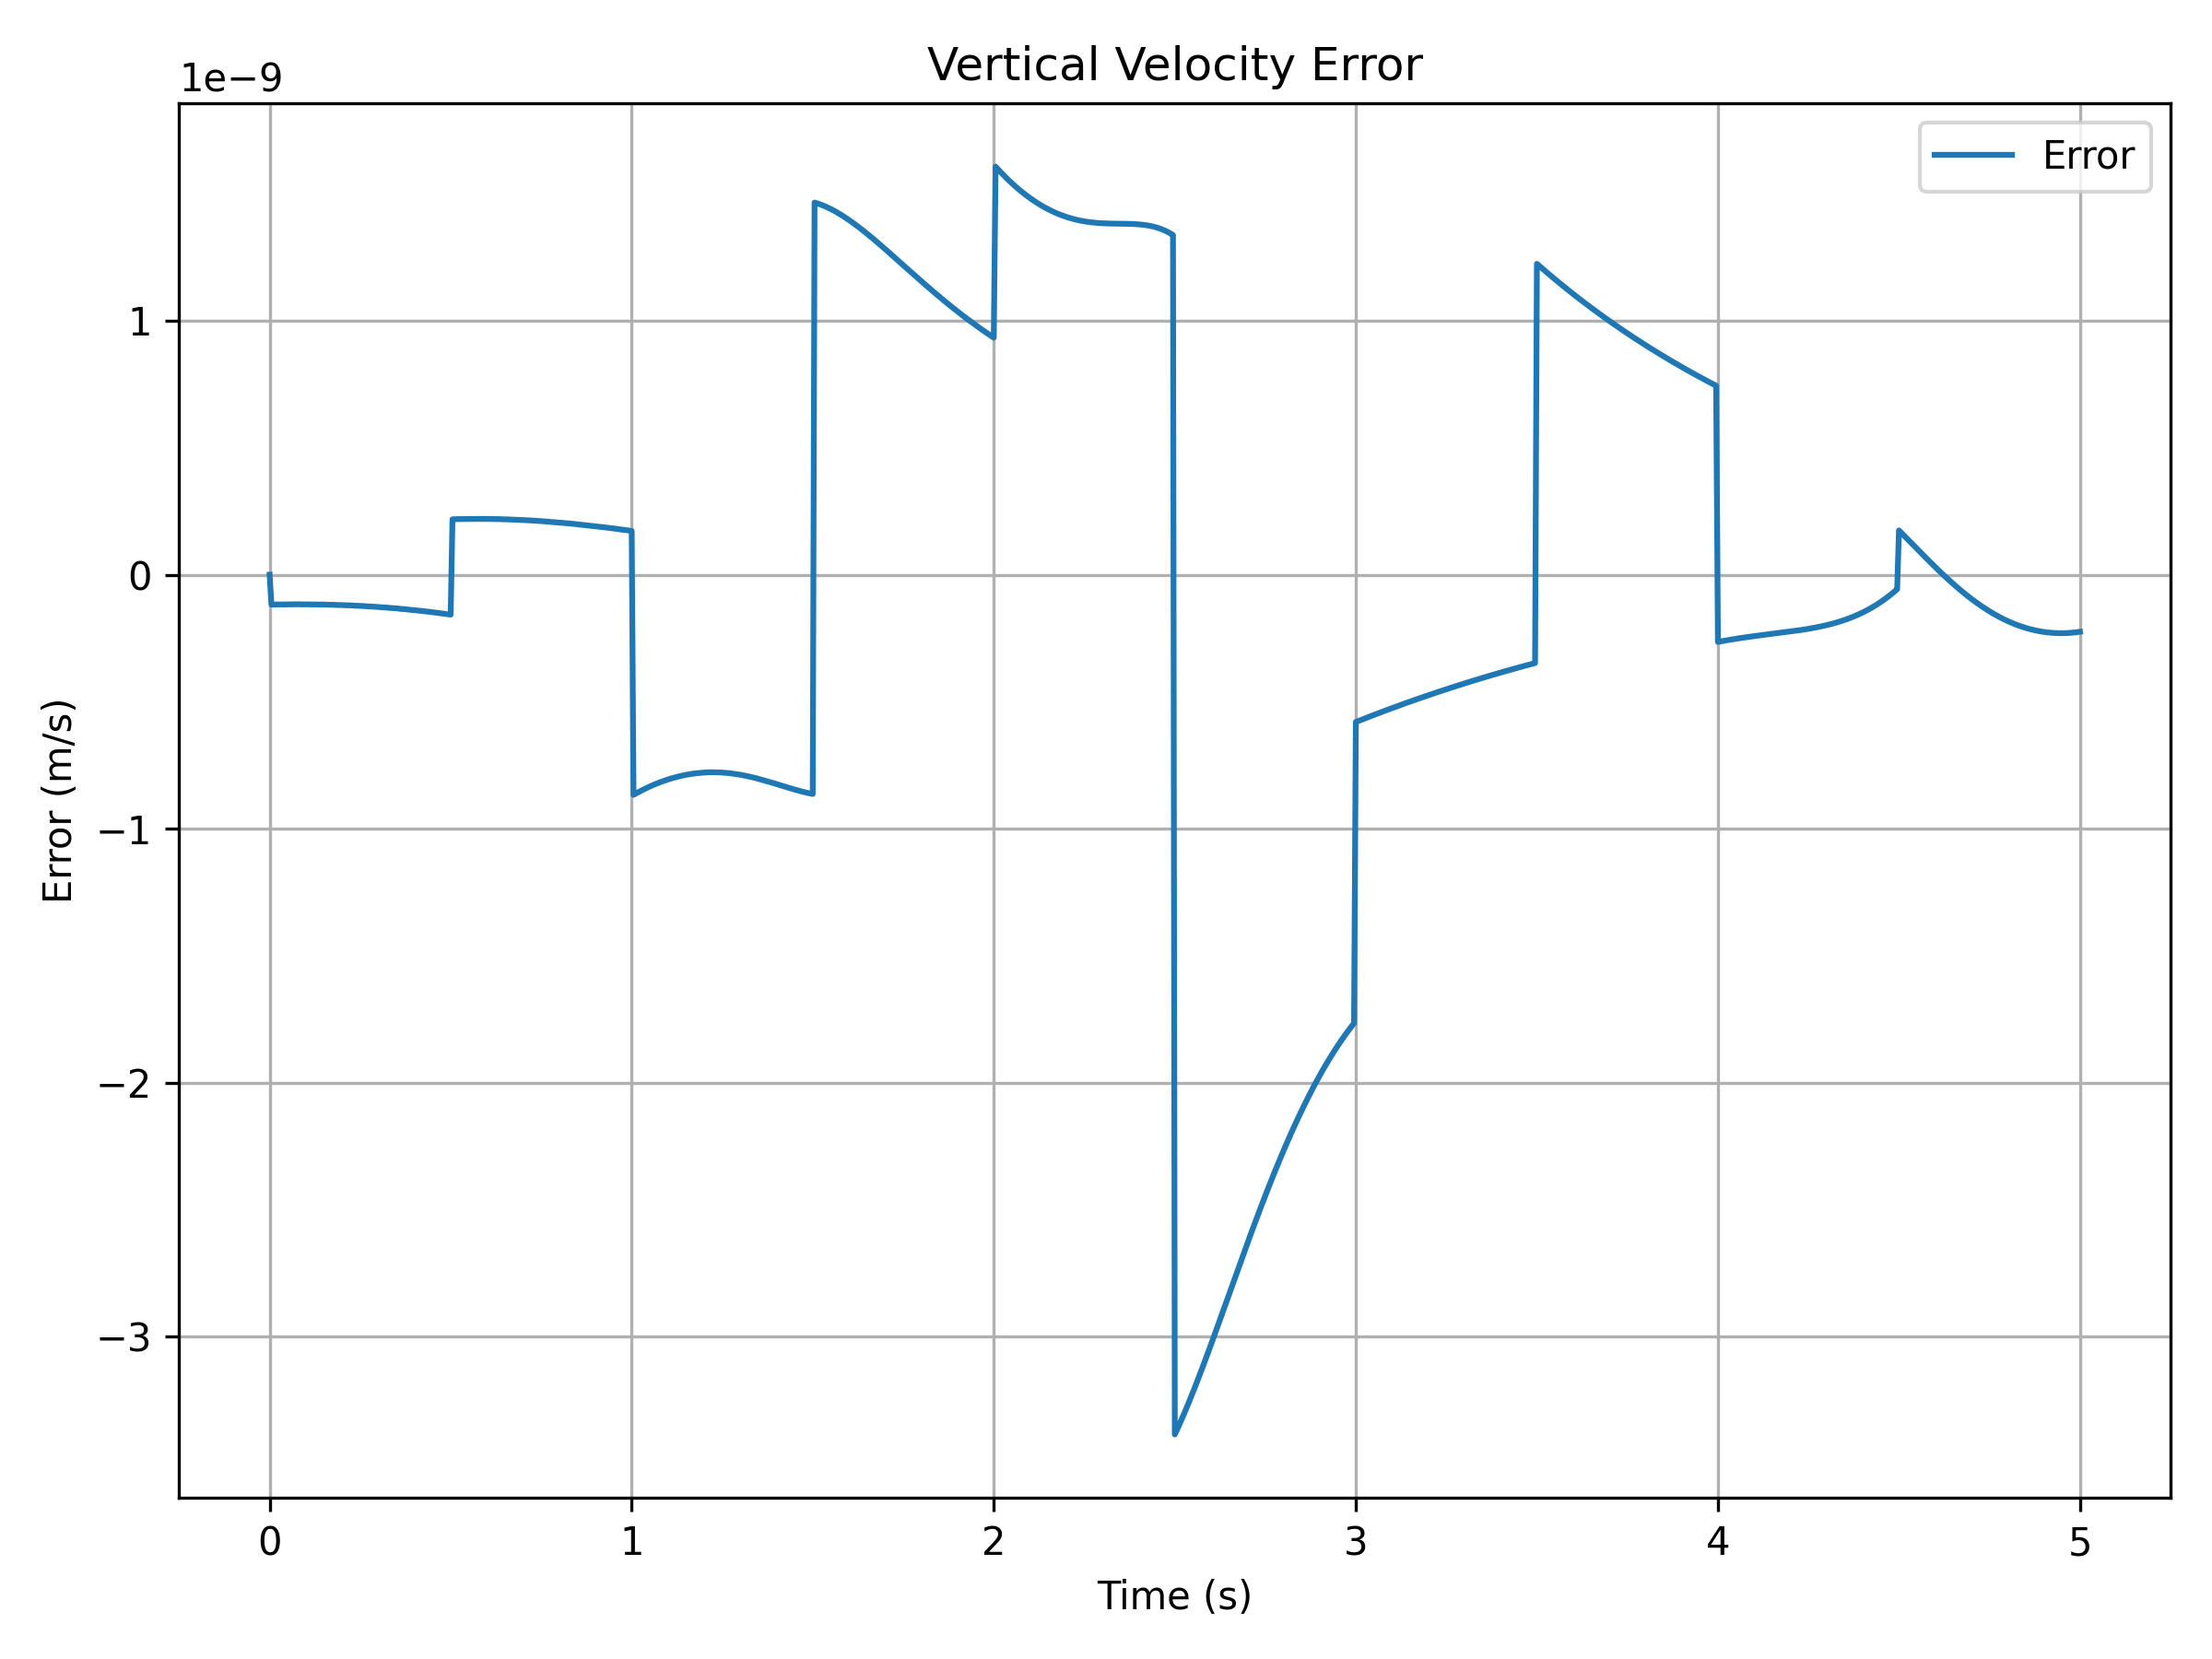 Vertical Velocity Error
1e−9
Error
1
0
−1
−2
−3
Error (m/s)
0 1 2 3 4 5
Time (s)